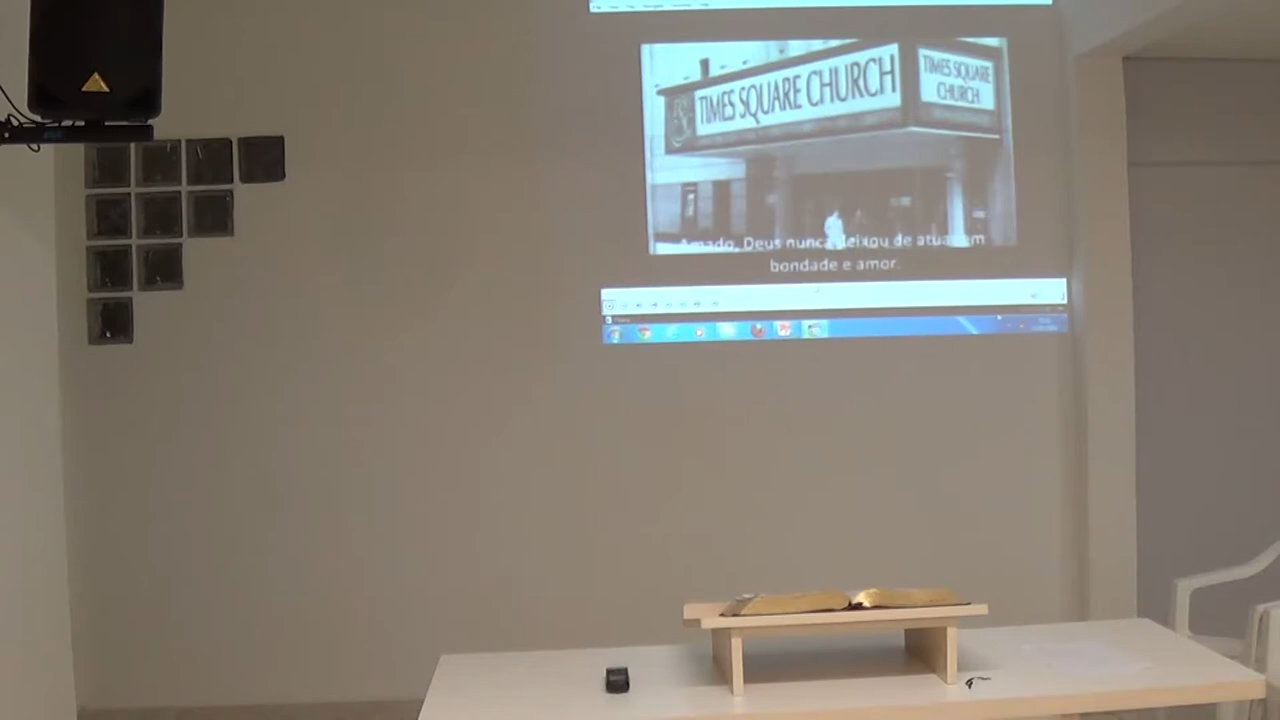 TIMES SQUARE CHURCH
TIMES SQUARE
CHURCH
Amado, Deus nunca deixou de atuar em
bondade e amor.